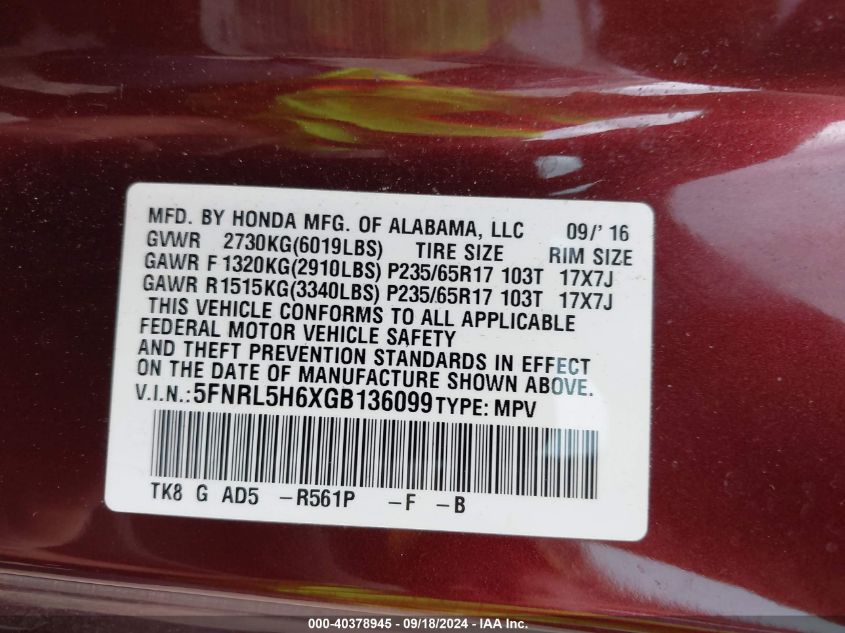 MFD. BY HONDA MFG. OF ALABAMA, LLC 09/' 16
GVWR 2730KG(6019LBS) TIRE SIZE RIM SIZE
GAWR F 1320KG(2910LBS) P235/65R17 103T 17X7J
GAWR R1515KG(3340LBS) P235/65R17 103T 17X7J
THIS VEHICLE CONFORMS TO ALL APPLICABLE
FEDERAL MOTOR VEHICLE SAFETY
AND THEFT PREVENTION STANDARDS IN EFFECT
ON THE DATE OF MANUFACTURE SHOWN ABOVE.
V.I.N.:5FNRL5H6XGB136099TYPE: MPV
TK8 G AD5 -R561P -F -B
000-40378945 - 09/18/2024 - IAA Inc.